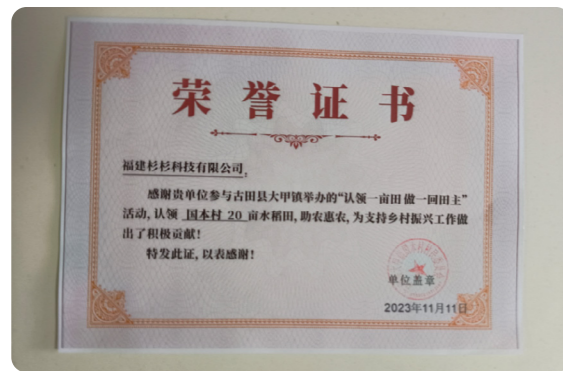 荣誉证书
福建杉杉科技有限公司，
感谢贵单位参与古田县大甲镇举办的“认领一亩田 做一回田主”
活动，认领 国本村 20 亩水稻田，助农惠农，为支持乡村振兴工作做
出了积极贡献！
特发此证，以表感谢！
单位盖章
2023年11月11日